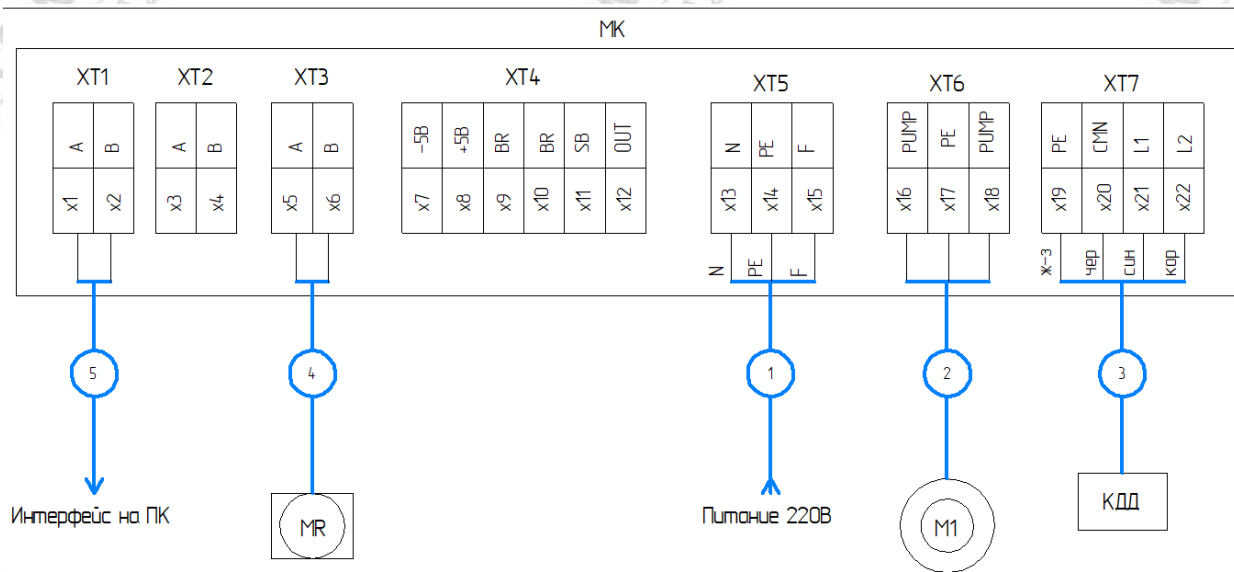 МК
XT1 XT2 XT3 XT4 XT5 XT6 XT7
A B A B A B -5В +5В BR BR SB OUT N PE F PUMP PE PUMP PE CMN L1 L2
x1 x2 x3 x4 x5 x6 x7 x8 x9 x10 x11 x12 x13 x14 x15 x16 x17 x18 x19 x20 x21 x22
N PE F ж-з чер син кор
5 4 1 2 3
Интерфейс на ПК MR Питание 220В М1 КДД